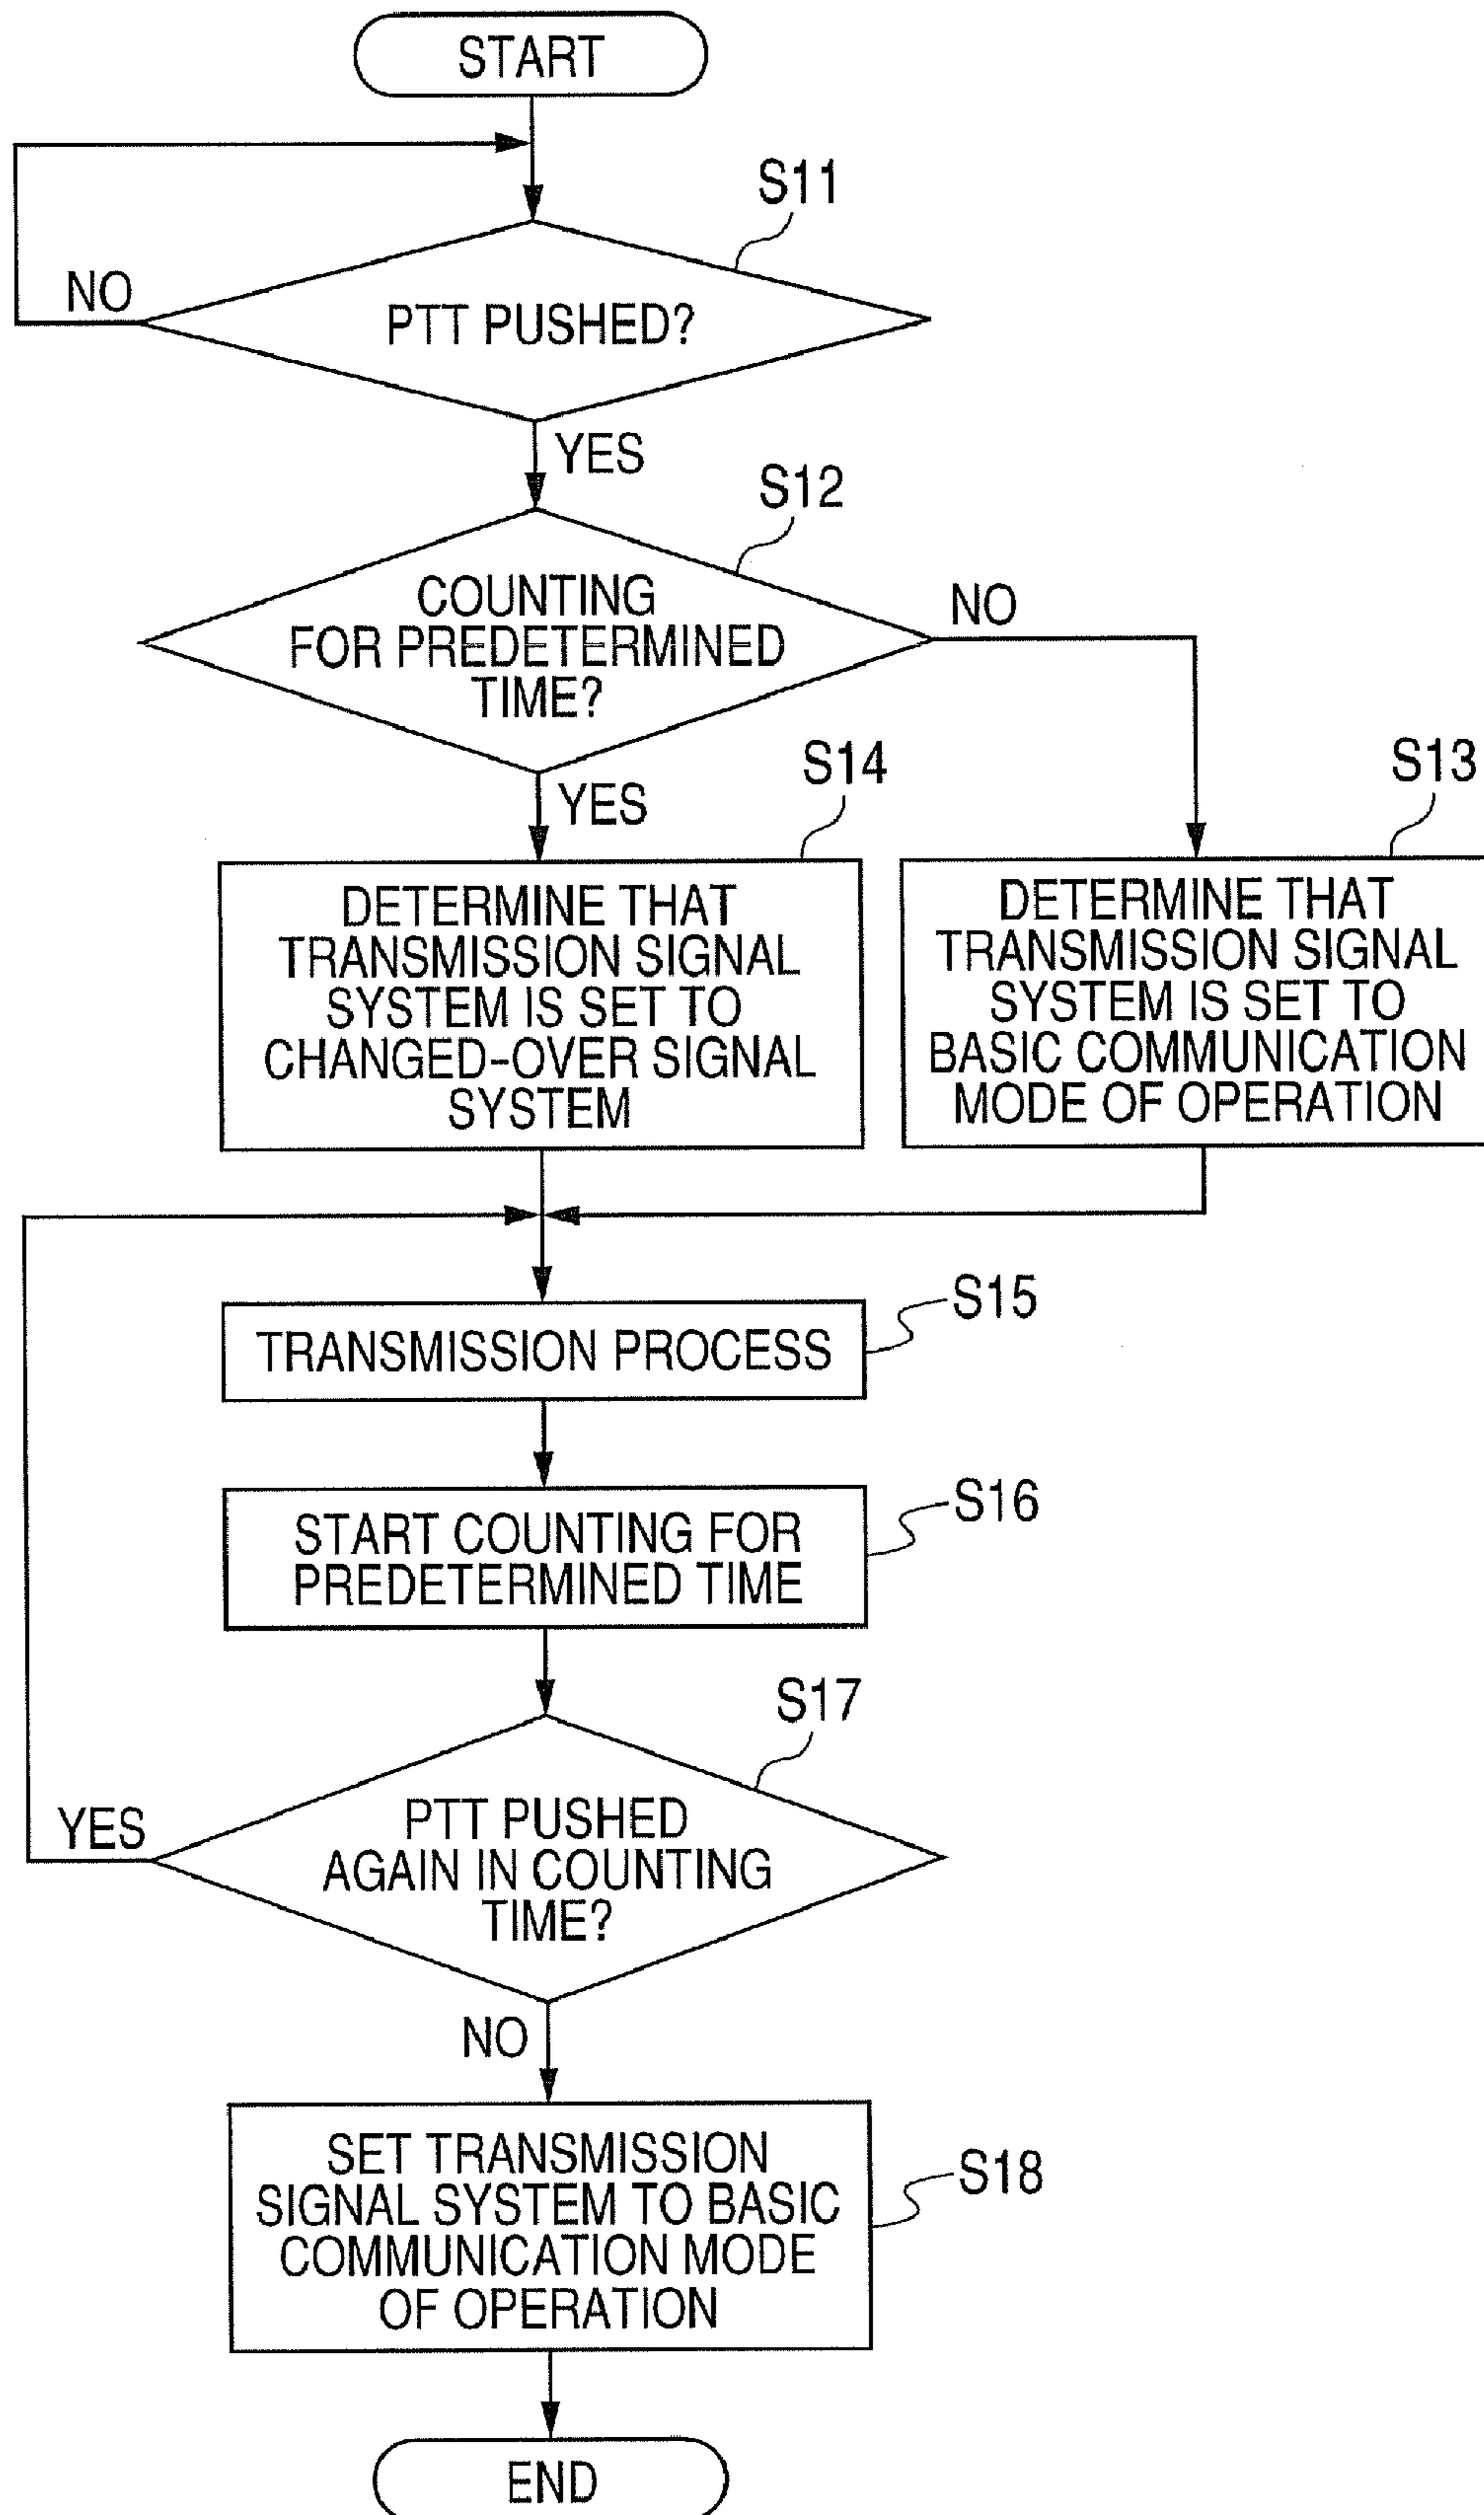 START
S11
NO
PTT PUSHED?
YES
S12
COUNTING
FOR PREDETERMINED
TIME?
NO
YES
S14
S13
DETERMINE THAT
TRANSMISSION SIGNAL
SYSTEM IS SET TO
CHANGED-OVER SIGNAL
SYSTEM
DETERMINE THAT
TRANSMISSION SIGNAL
SYSTEM IS SET TO
BASIC COMMUNICATION
MODE OF OPERATION
S15
TRANSMISSION PROCESS
S16
START COUNTING FOR
PREDETERMINED TIME
S17
YES
PTT PUSHED
AGAIN IN COUNTING
TIME?
NO
SET TRANSMISSION
SIGNAL SYSTEM TO BASIC
COMMUNICATION MODE
OF OPERATION
S18
END